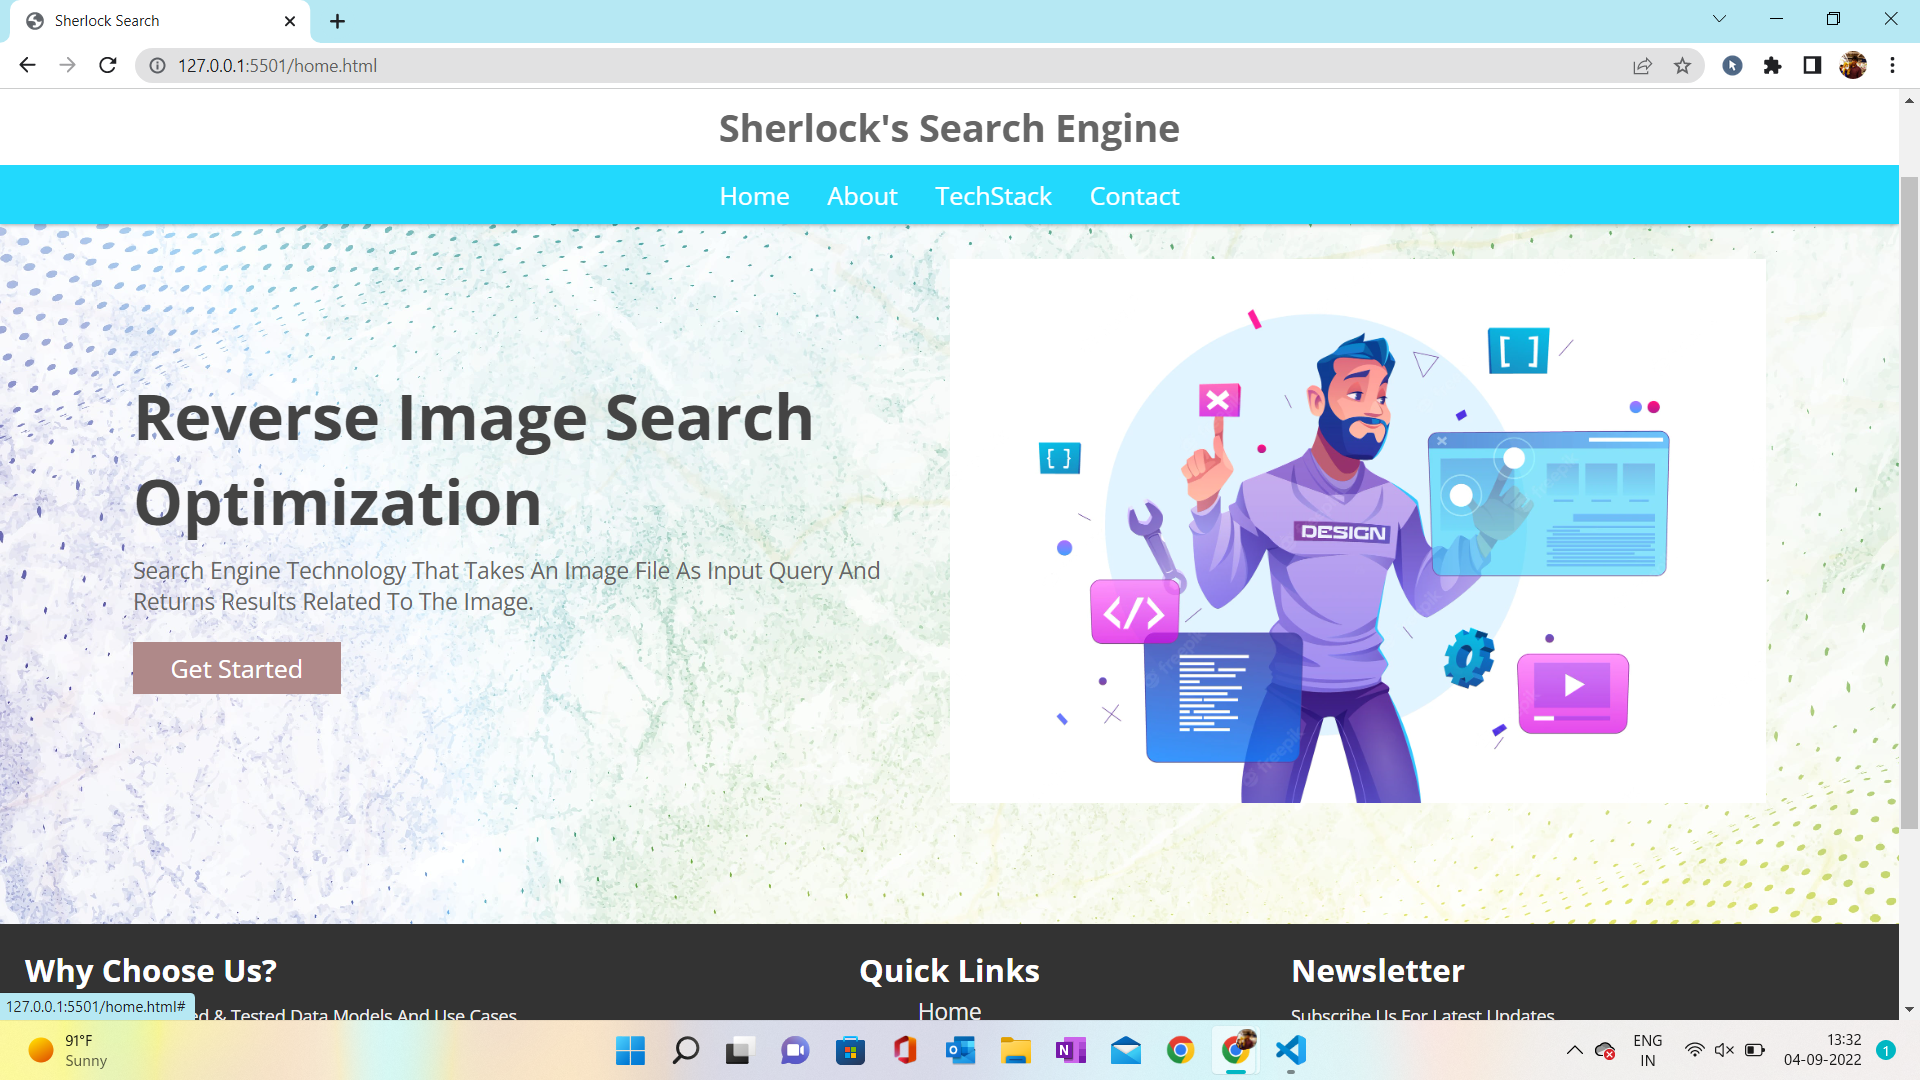 Sherlock Search
127.0.0.1:5501/home.html
Sherlock's Search Engine
Home About TechStack Contact
Reverse Image Search
Optimization
Search Engine Technology That Takes An Image File As Input Query And
Returns Results Related To The Image.
Get Started
[ ]
{ }
DESIGN
</>
freepik
freepik
Why Choose Us? Quick Links Newsletter
Home
& Tested Data Models And Use Cases
Subscribe Us For Latest Updates
127.0.0.1:5501/home.html#
91°F
Sunny
ENG
IN
13:32
04-09-2022
1